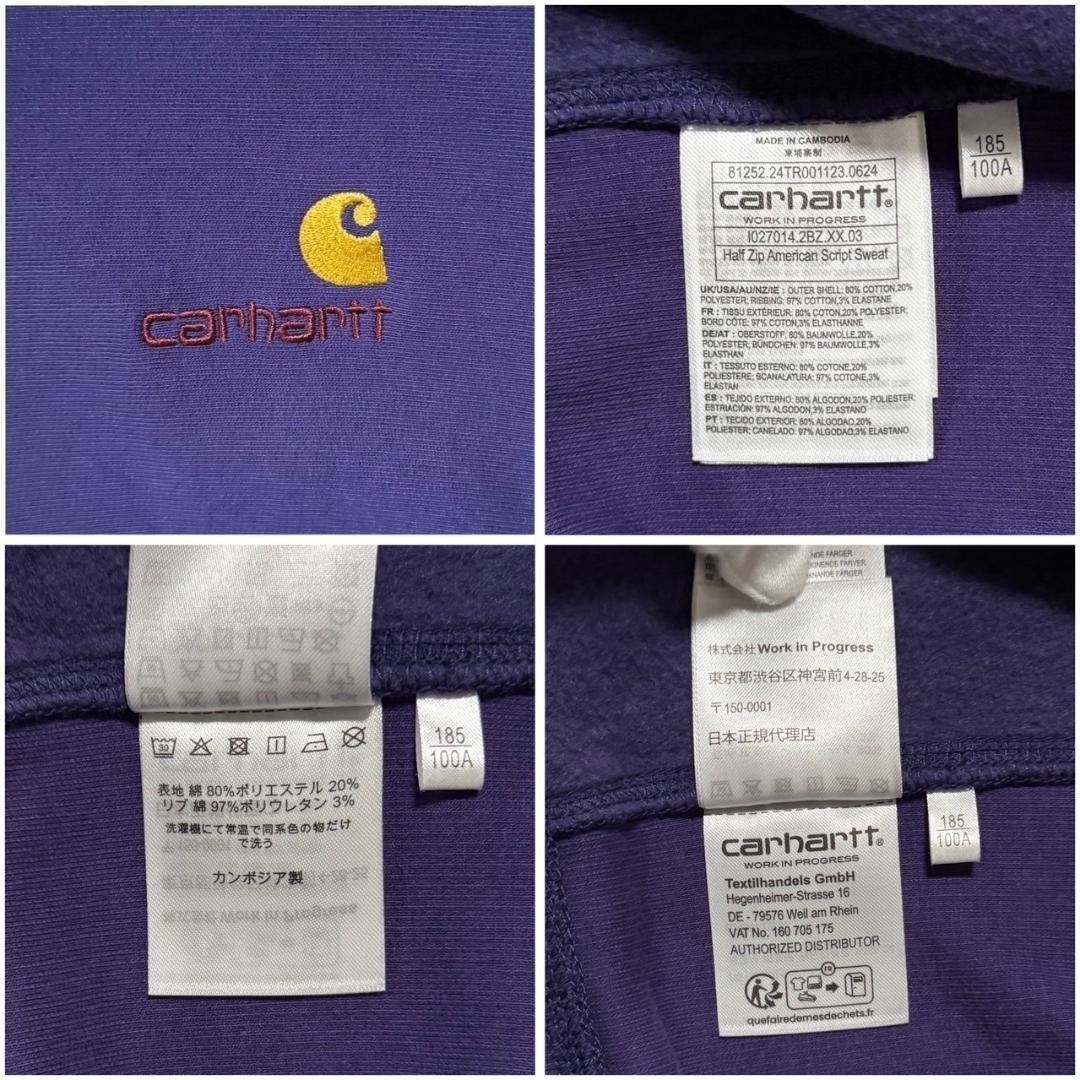 carhartt
MADE IN CAMBODIA
柬埔寨制
81252.24TR001123.0624
carhartt®
WORK IN PROGRESS
I027014.2BZ.XX.03
Half Zip American Script Sweat
UK/USA/AU/NZ/IE : OUTER SHELL: 80% COTTON,20%
POLYESTER; RIBBING: 97% COTTON,3% ELASTANE
FR : TISSU EXTÉRIEUR: 80% COTON,20% POLYESTER;
BORD CÔTE: 97% COTON,3% ELASTHANNE
DE/AT : OBERSTOFF: 80% BAUMWOLLE,20%
POLYESTER; BÜNDCHEN: 97% BAUMWOLLE,3%
ELASTHAN
IT : TESSUTO ESTERNO: 80% COTONE,20%
POLIESTERE; SCANALATURA: 97% COTONE,3%
ELASTAN
ES : TEJIDO EXTERNO: 80% ALGODON,20% POLIESTER;
ESTRIACIÓN: 97% ALGODON,3% ELASTANO
PT : TECIDO EXTERIOR: 80% ALGODAO,20%
POLIESTER; CANELADO: 97% ALGODAO,3% ELASTANO
185
100A
30
表地 綿 80%ポリエステル 20%
リブ 綿 97%ポリウレタン 3%
洗濯機にて常温で同系色の物だけ
で洗う
カンボジア製
185
100A
NDE FARGER
NANDE FÄRGER
株式会社 Work in Progress
東京都渋谷区神宮前4-28-25
〒150-0001
日本正規代理店
carhartt®
WORK IN PROGRESS
Textilhandels GmbH
Hegenheimer-Strasse 16
DE - 79576 Weil am Rhein
VAT No. 160 705 175
AUTHORIZED DISTRIBUTOR
FR
quefairedemesdechets.fr
185
100A